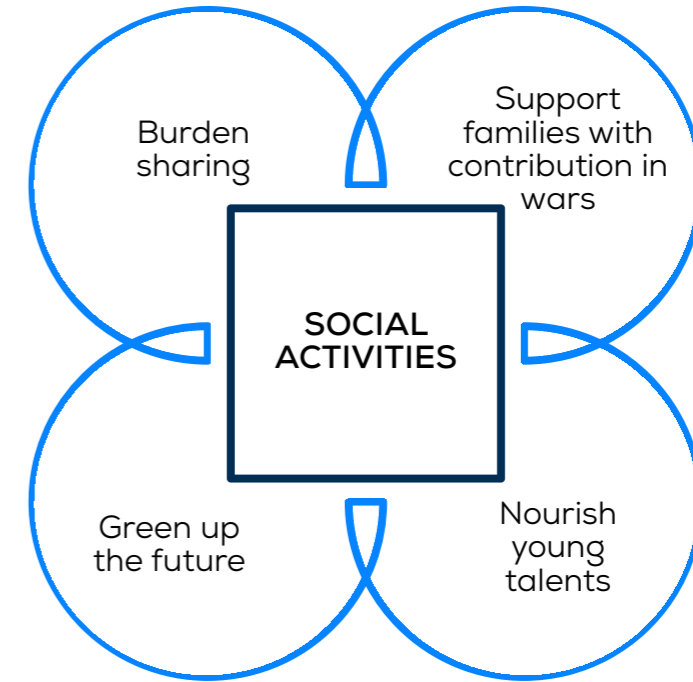 Burden
sharing
Support
families with
contribution in
wars
SOCIAL
ACTIVITIES
Green up
the future
Nourish
young
talents